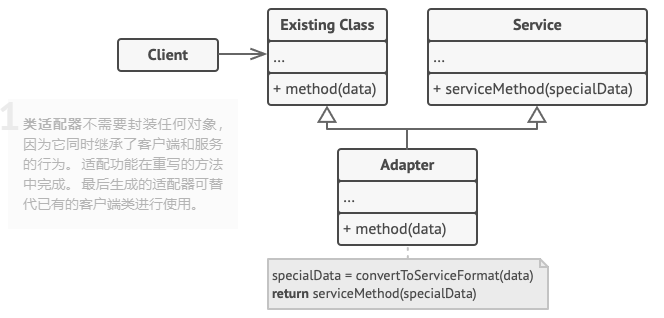 Existing Class
...
+ method(data)
Service
...
+ serviceMethod(specialData)
Client
1
类适配器不需要封装任何对象，
因为它同时继承了客户端和服务
的行为。适配功能在重写的方法
中完成。最后生成的适配器可替
代已有的客户端类进行使用。
Adapter
...
+ method(data)
specialData = convertToServiceFormat(data)
return serviceMethod(specialData)